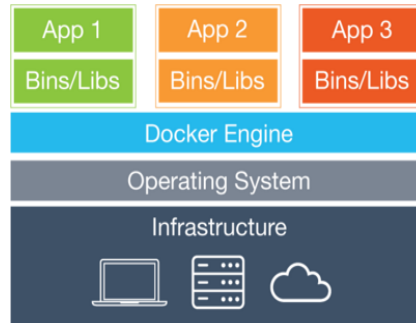 App 1
App 2
App 3
Bins/Libs
Bins/Libs
Bins/Libs
Docker Engine
Operating System
Infrastructure